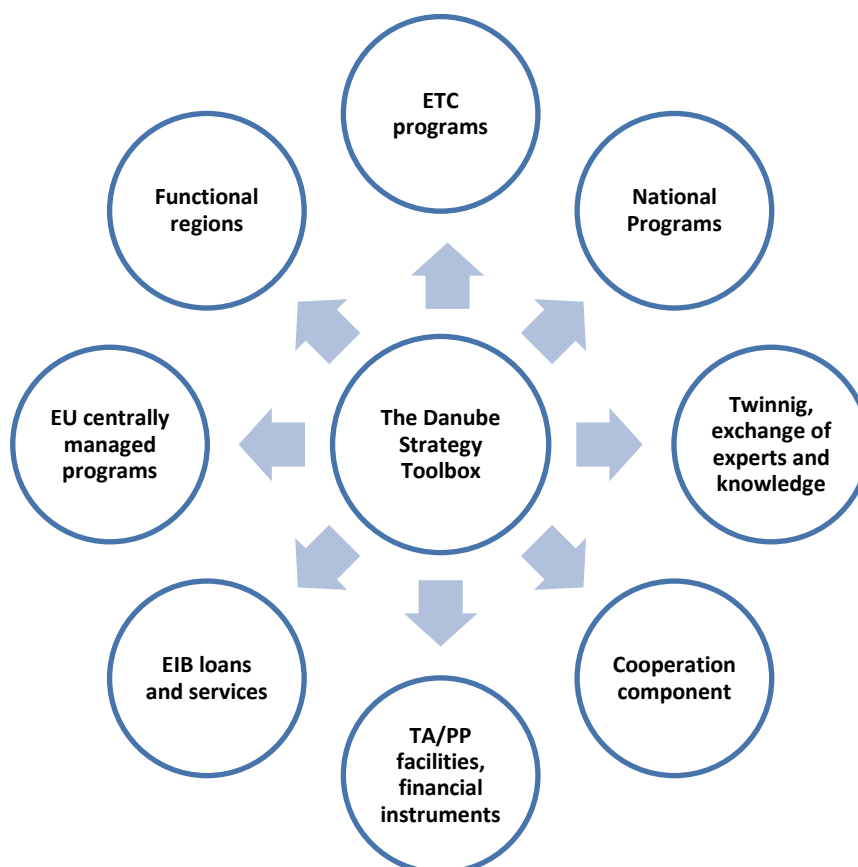 ETC
programs
Functional
regions
National
Programs
EU centrally
managed
programs
The Danube
Strategy
Toolbox
Twinnig,
exchange of
experts and
knowledge
EIB loans
and services
Cooperation
component
TA/PP
facilities,
financial
instruments